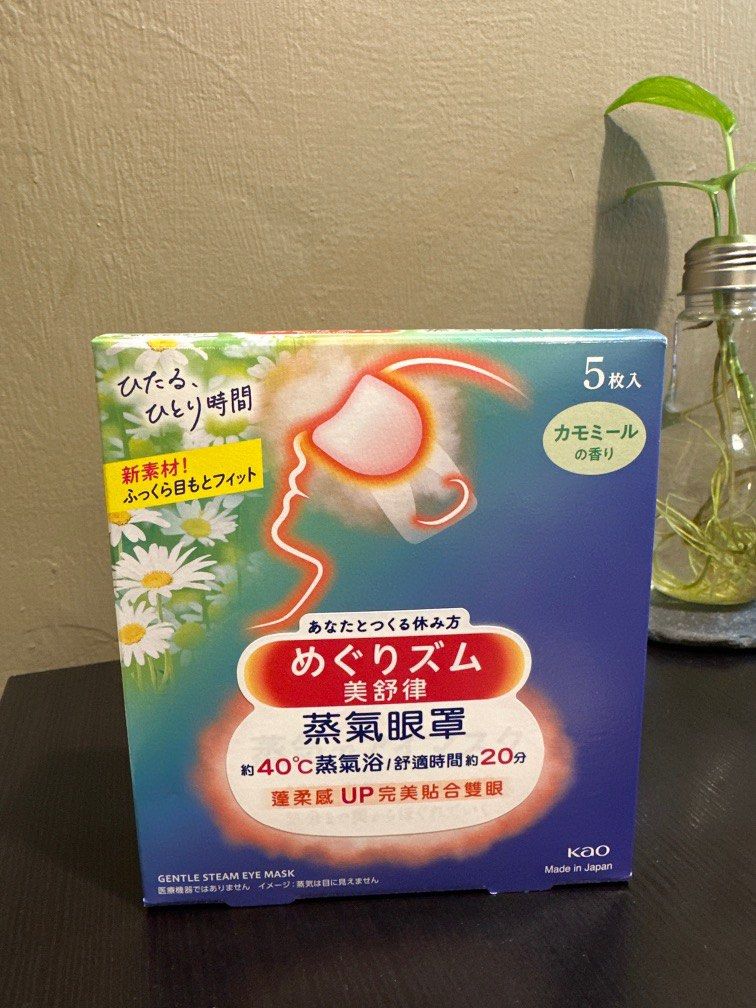 ひたる、
ひとり時間
新素材!
ふっくら目もとフィット
5枚入
カモミール
の香り
あなたとつくる休み方
めぐりズム
美舒律
蒸氣眼罩
約40℃蒸氣浴/舒適時間約20分
蓬柔感 UP 完美貼合雙眼
Kao
Made in Japan
GENTLE STEAM EYE MASK
医療機器ではありません イメージ:蒸気は目に見えません